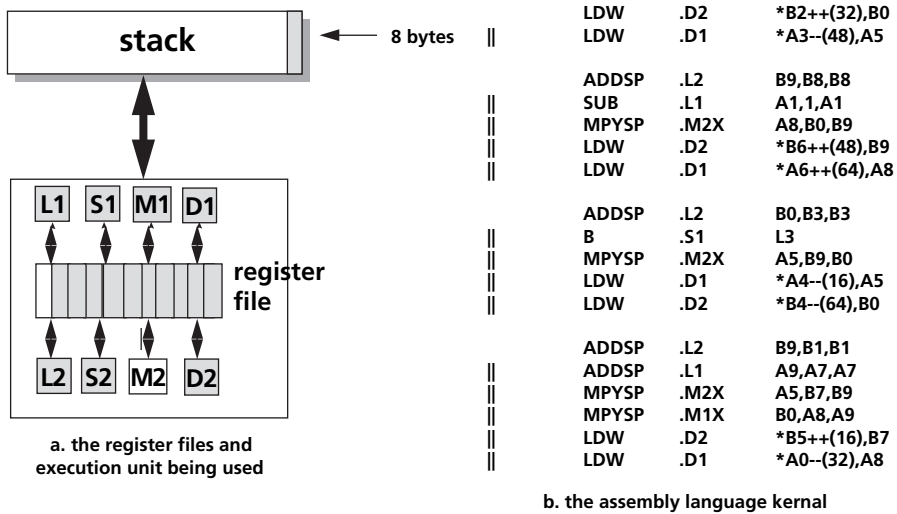 stack
8 bytes
L1 S1 M1 D1
register
file
L2 S2 M2 D2
a. the register files and
execution unit being used
LDW .D2 *B2++(32),B0
|| LDW .D1 *A3--(48),A5
ADDSP .L2 B9,B8,B8
|| SUB .L1 A1,1,A1
|| MPYSP .M2X A8,B0,B9
|| LDW .D2 *B6++(48),B9
|| LDW .D1 *A6++(64),A8
ADDSP .L2 B0,B3,B3
|| B .S1 L3
|| MPYSP .M2X A5,B9,B0
|| LDW .D1 *A4--(16),A5
|| LDW .D2 *B4--(64),B0
ADDSP .L2 B9,B1,B1
|| ADDSP .L1 A9,A7,A7
|| MPYSP .M2X A5,B7,B9
|| MPYSP .M1X B0,A8,A9
|| LDW .D2 *B5++(16),B7
|| LDW .D1 *A0--(32),A8
b. the assembly language kernal